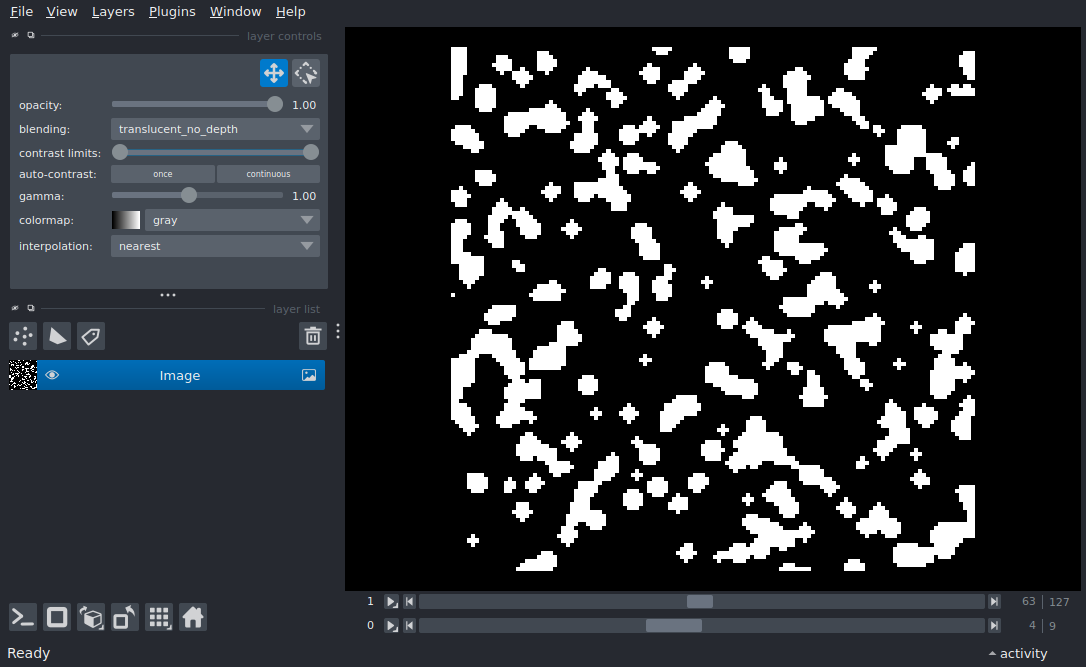 File View Layers Plugins Window Help
layer controls
opacity: 1.00
blending: translucent_no_depth
contrast limits:
auto-contrast: once continuous
gamma: 1.00
colormap: gray
interpolation: nearest
layer list
Image
1 63 127
0 4 9
Ready activity